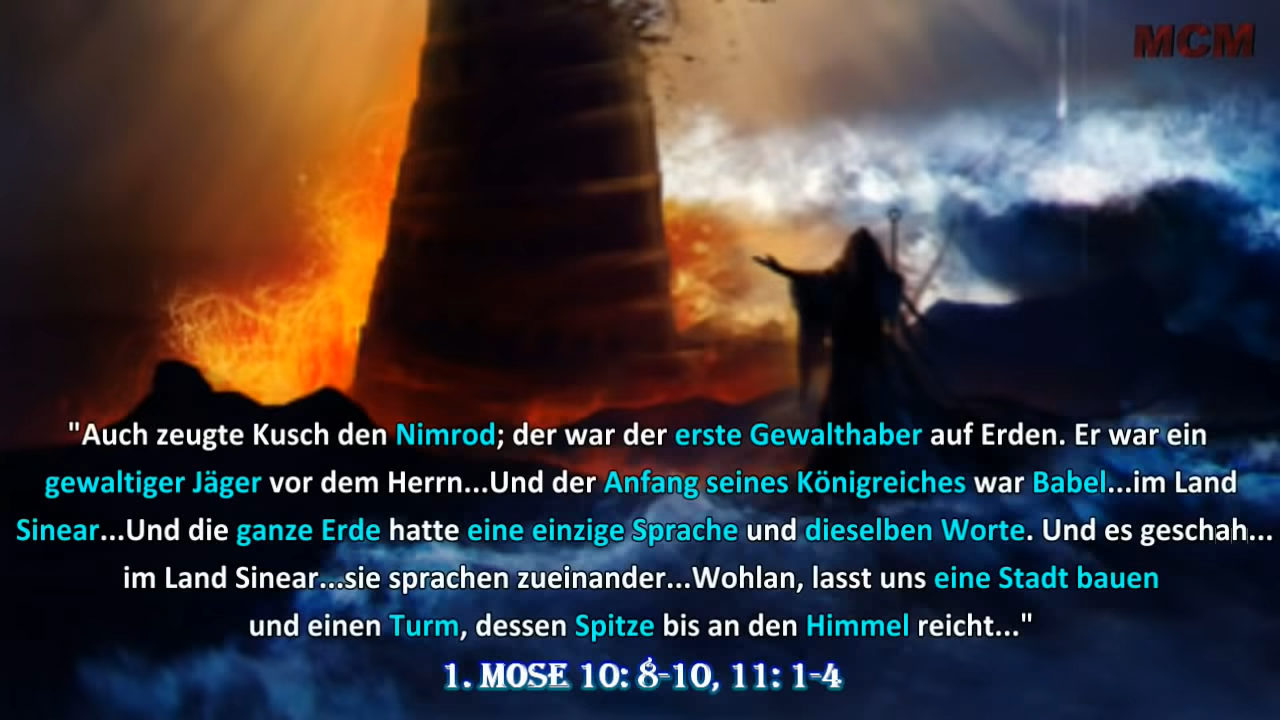 MCM
"Auch zeugte Kusch den Nimrod; der war der erste Gewalthaber auf Erden. Er war ein
gewaltiger Jäger vor dem Herrn...Und der Anfang seines Königreiches war Babel...im Land
Sinear...Und die ganze Erde hatte eine einzige Sprache und dieselben Worte. Und es geschah...
im Land Sinear...sie sprachen zueinander...Wohlan, lasst uns eine Stadt bauen
und einen Turm, dessen Spitze bis an den Himmel reicht..."
1. MOSE 10: 8-10, 11: 1-4